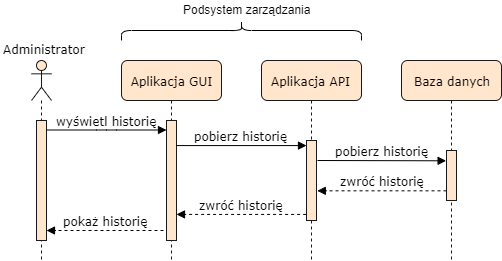 Podsystem zarządzania
Administrator
Aplikacja GUI
Aplikacja API
Baza danych
wyświetl historię
pobierz historię
pobierz historię
zwróć historię
zwróć historię
pokaż historię